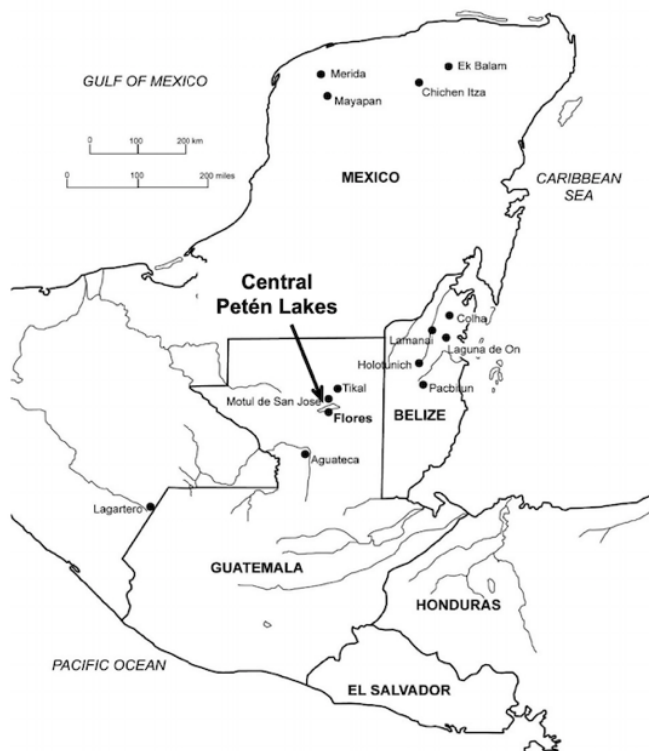 GULF OF MEXICO
Merida
Ek Balam
Mayapan
Chichen Itza
0 100 200 km
0 100 200 miles
MEXICO
CARIBBEAN
SEA
Central
Petén Lakes
Colha
Lamanai
Laguna de On
Holotunich
Tikal
Pacbitun
Motul de San José
Flores
BELIZE
Aguateca
Lagartero
GUATEMALA
HONDURAS
PACIFIC OCEAN
EL SALVADOR